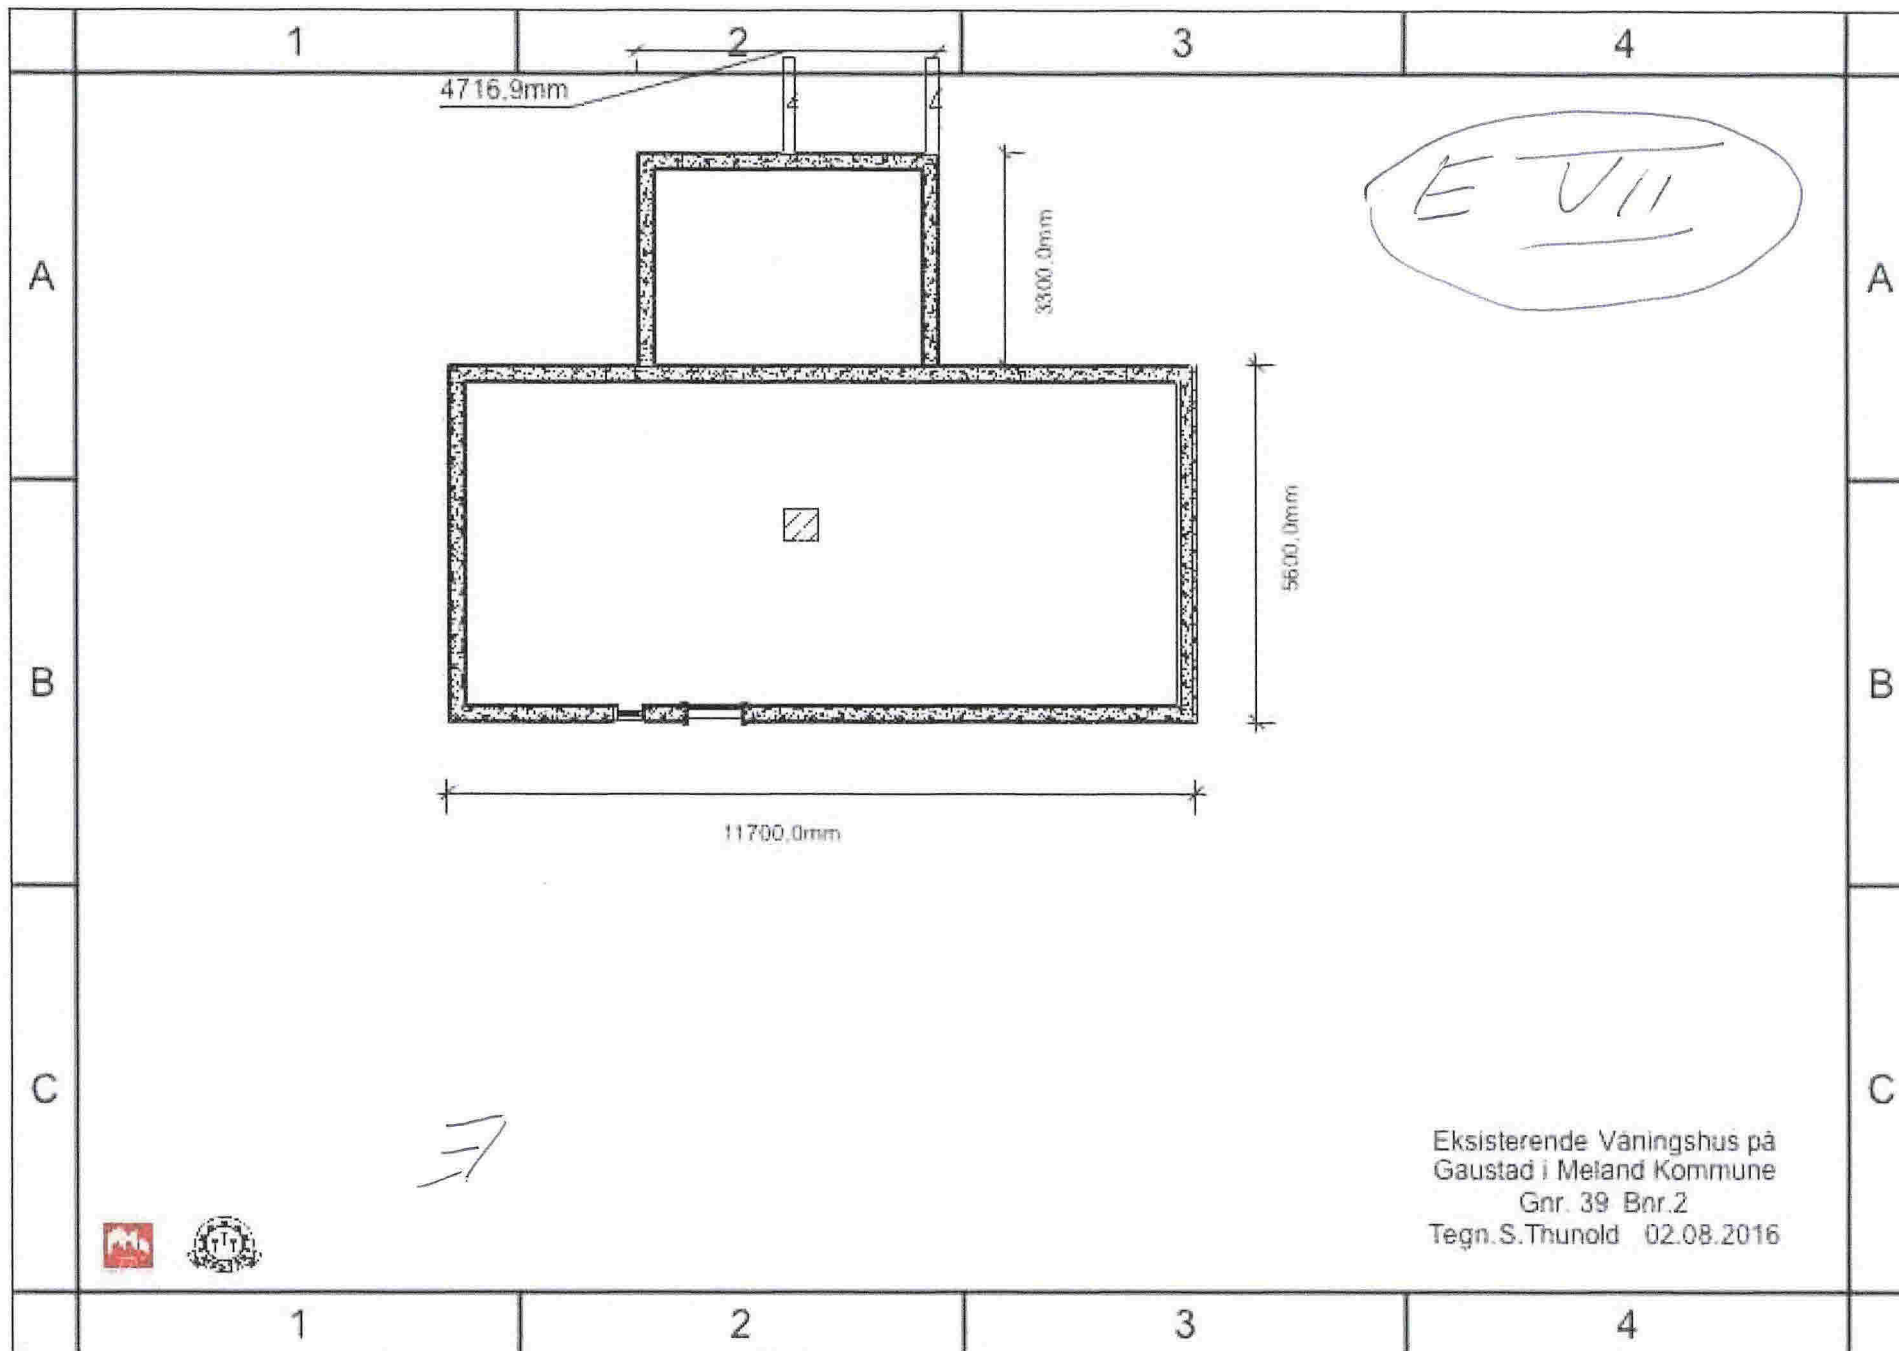 1 2 3 4
4716,9mm
E VII
3300,0mm
A A
5600,0mm
B B
11700,0mm
C C
Eksisterende Våningshus på
Gaustad i Meland Kommune
Gnr. 39 Bnr.2
Tegn.S.Thunold 02.08.2016
1 2 3 4